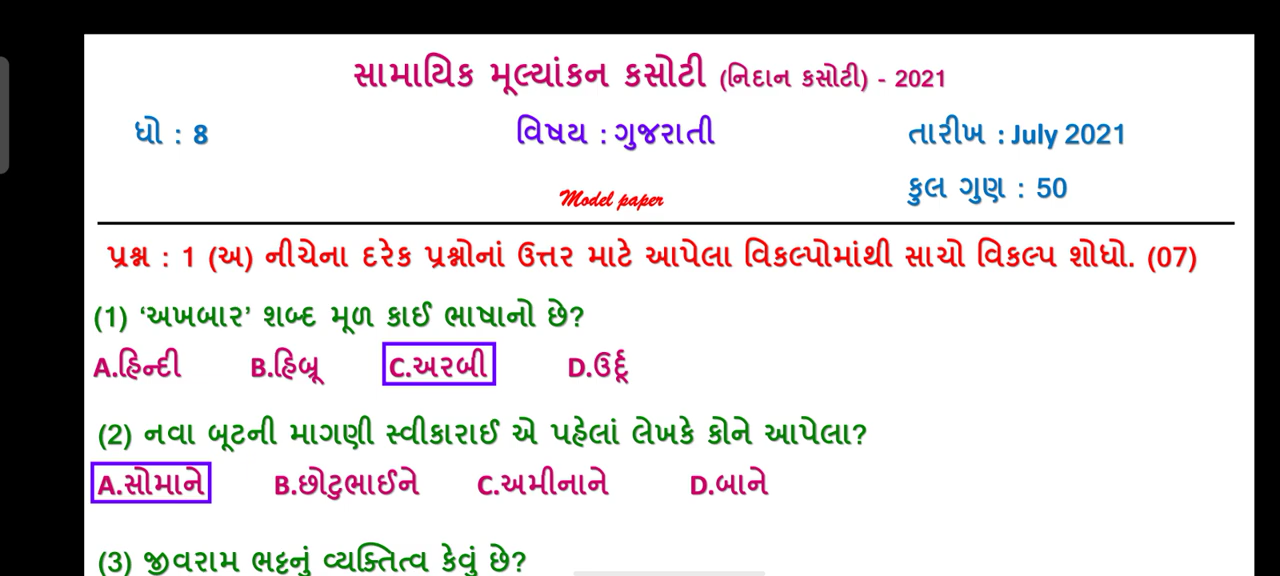 સામાયિક મૂલ્યાંકન કસોટી (નિદાન કસોટી) - 2021
ધો : 8 વિષય : ગુજરાતી તારીખ : July 2021
Model paper કુલ ગુણ : 50
પ્રશ્ન : 1 (અ) નીચેના દરેક પ્રશ્નોનાં ઉત્તર માટે આપેલા વિકલ્પોમાંથી સાચો વિકલ્પ શોધો. (07)
(1) ‘અખબાર’ શબ્દ મૂળ કાઈ ભાષાનો છે?
A.હિન્દી B.હિબ્રૂ C.અરબી D.ઉર્દૂ
(2) નવા બૂટની માગણી સ્વીકારાઈ એ પહેલાં લેખકે કોને આપેલા?
A.સોમાને B.છોટુભાઈને C.અમીનાને D.બાને
(3) જીવરામ ભટ્ટનું વ્યક્તિત્વ કેવું છે?